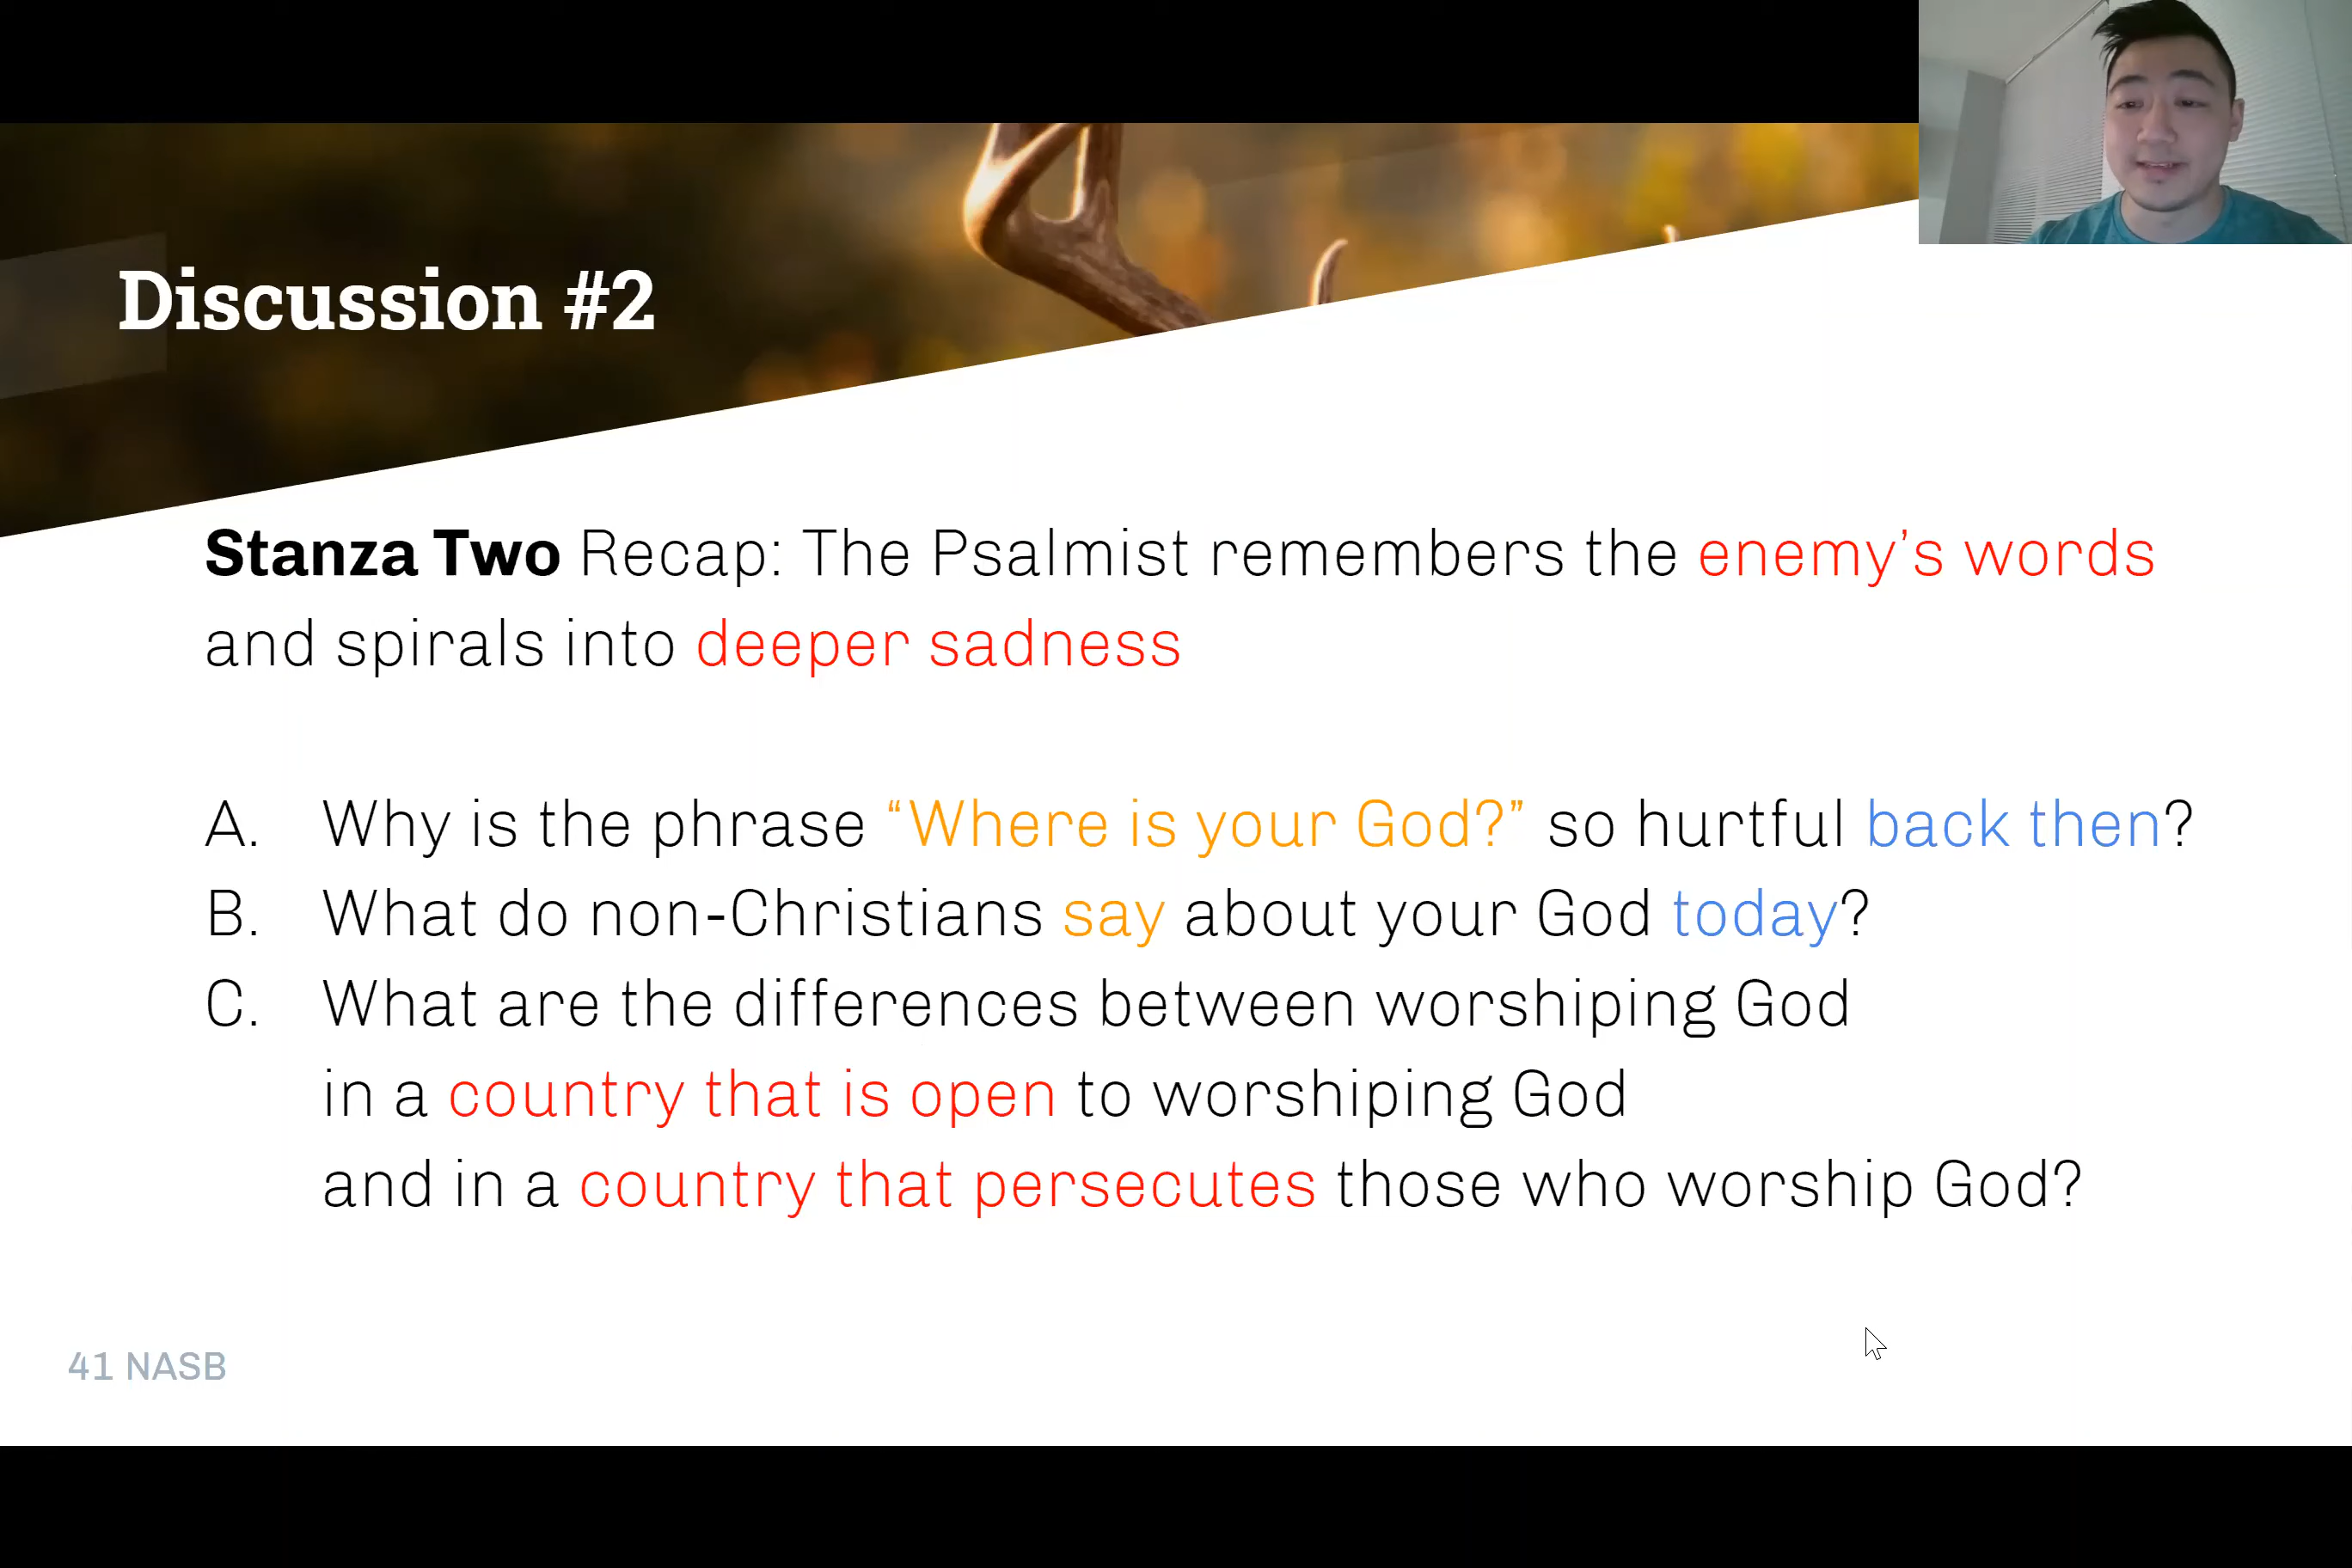 Discussion #2
Stanza Two Recap: The Psalmist remembers the enemy’s words
and spirals into deeper sadness
A. Why is the phrase “Where is your God?” so hurtful back then?
B. What do non-Christians say about your God today?
C. What are the differences between worshiping God
in a country that is open to worshiping God
and in a country that persecutes those who worship God?
41 NASB